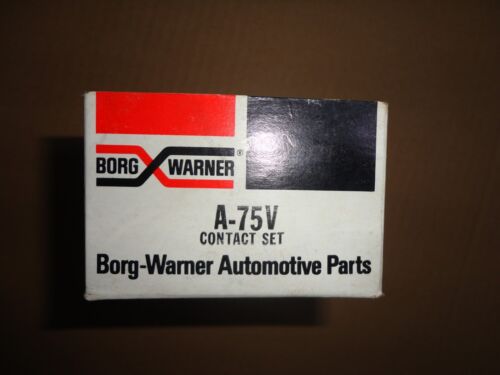 BORG WARNER ®
A-75V
CONTACT SET
Borg-Warner Automotive Parts